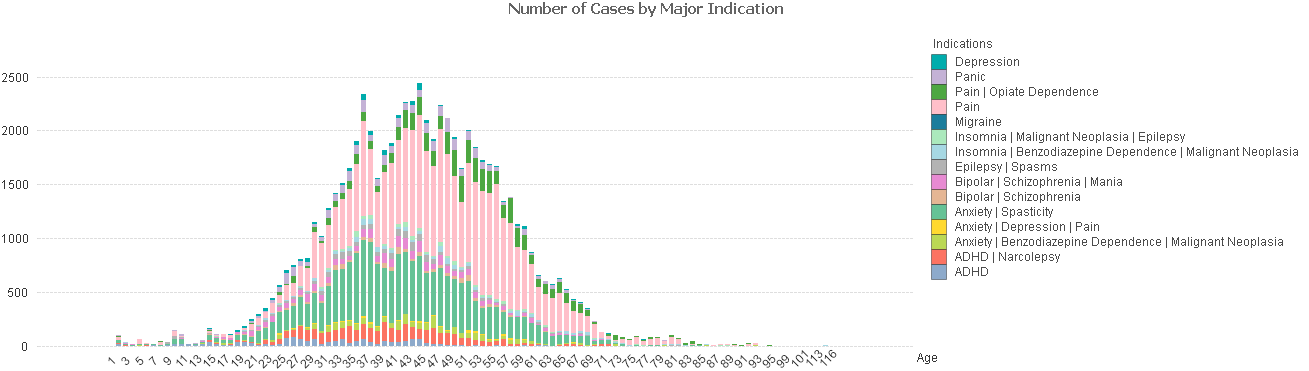 Number of Cases by Major Indication
Indications
Depression
Panic
Pain | Opiate Dependence
Pain
Migraine
Insomnia | Malignant Neoplasia | Epilepsy
Insomnia | Benzodiazepine Dependence | Malignant Neoplasia
Epilepsy | Spasms
Bipolar | Schizophrenia | Mania
Bipolar | Schizophrenia
Anxiety | Spasticity
Anxiety | Depression | Pain
Anxiety | Benzodiazepine Dependence | Malignant Neoplasia
ADHD | Narcolepsy
ADHD
2500
2000
1500
1000
500
0
1 3 5 7 9 11 13 15 17 19 21 23 25 27 29 31 33 35 37 39 41 43 45 47 49 51 53 55 57 59 61 63 65 67 69 71 73 75 77 79 81 83 85 87 89 91 93 95 99 101 113 116
Age